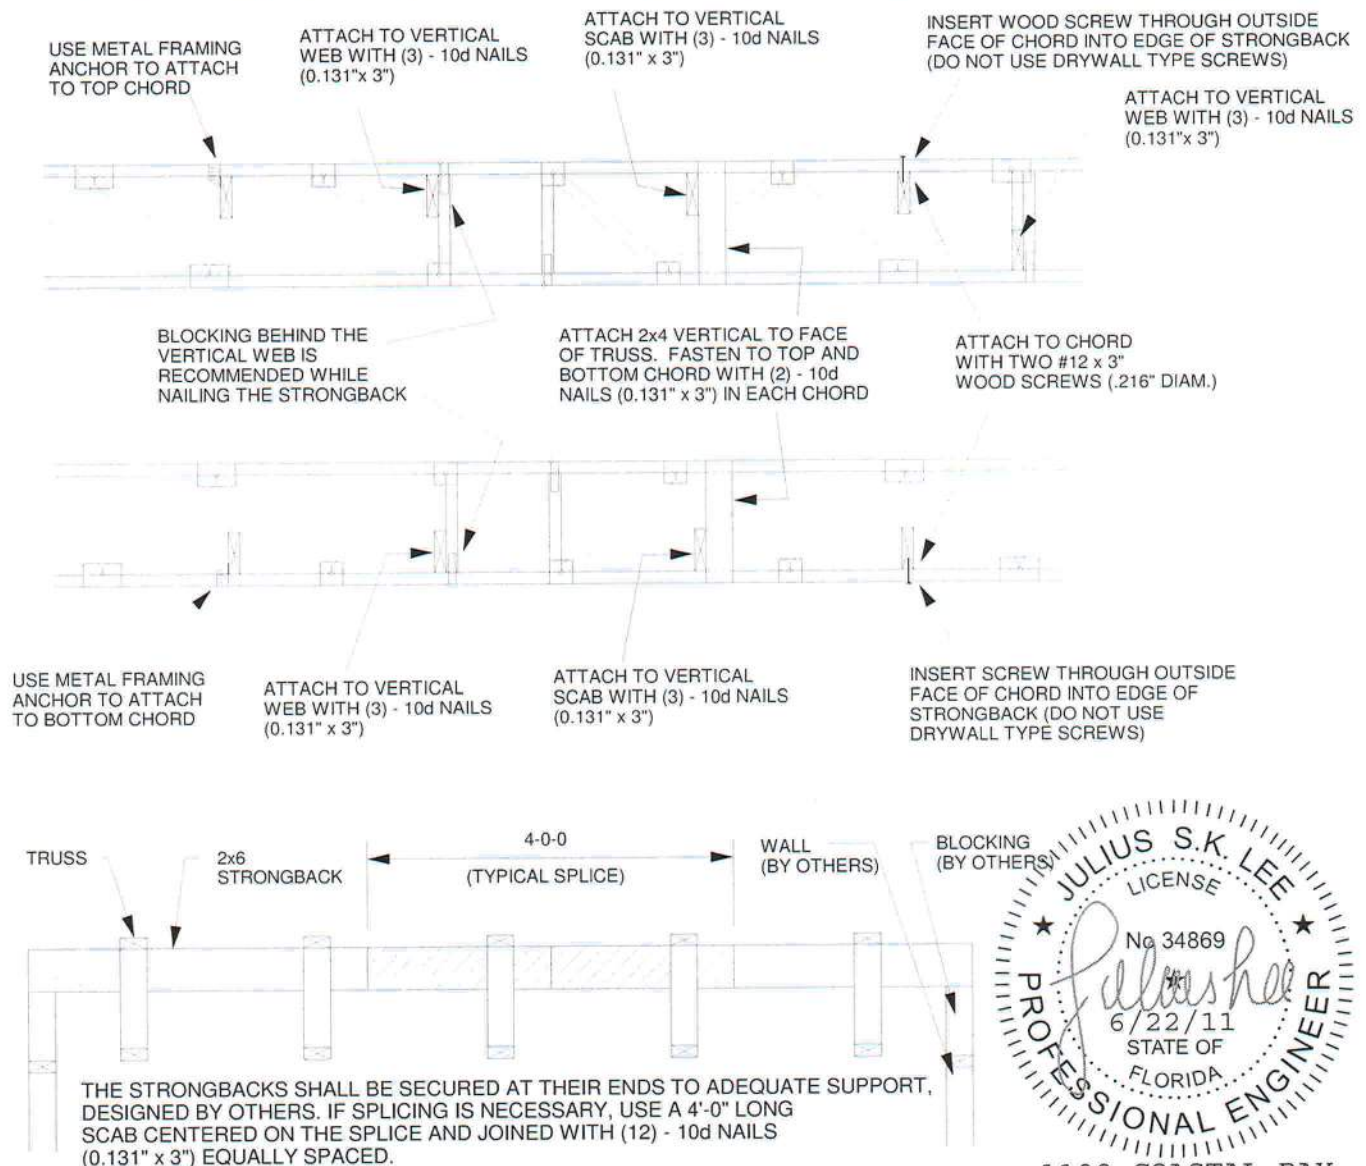 USE METAL FRAMING
ANCHOR TO ATTACH
TO TOP CHORD
ATTACH TO VERTICAL
WEB WITH (3) - 10d NAILS
(0.131"x 3")
ATTACH TO VERTICAL
SCAB WITH (3) - 10d NAILS
(0.131" x 3")
INSERT WOOD SCREW THROUGH OUTSIDE
FACE OF CHORD INTO EDGE OF STRONGBACK
(DO NOT USE DRYWALL TYPE SCREWS)
ATTACH TO VERTICAL
WEB WITH (3) - 10d NAILS
(0.131"x 3")
BLOCKING BEHIND THE
VERTICAL WEB IS
RECOMMENDED WHILE
NAILING THE STRONGBACK
ATTACH 2x4 VERTICAL TO FACE
OF TRUSS. FASTEN TO TOP AND
BOTTOM CHORD WITH (2) - 10d
NAILS (0.131" x 3") IN EACH CHORD
ATTACH TO CHORD
WITH TWO #12 x 3"
WOOD SCREWS (.216" DIAM.)
USE METAL FRAMING
ANCHOR TO ATTACH
TO BOTTOM CHORD
ATTACH TO VERTICAL
WEB WITH (3) - 10d NAILS
(0.131" x 3")
ATTACH TO VERTICAL
SCAB WITH (3) - 10d NAILS
(0.131" x 3")
INSERT SCREW THROUGH OUTSIDE
FACE OF CHORD INTO EDGE OF
STRONGBACK (DO NOT USE
DRYWALL TYPE SCREWS)
TRUSS
2x6
STRONGBACK
4-0-0
(TYPICAL SPLICE)
WALL
(BY OTHERS)
BLOCKING
(BY OTHERS)
JULIUS S.K. LEE
LICENSE
No 34869
6/22/11
STATE OF
FLORIDA
PROFESSIONAL ENGINEER
THE STRONGBACKS SHALL BE SECURED AT THEIR ENDS TO ADEQUATE SUPPORT,
DESIGNED BY OTHERS. IF SPLICING IS NECESSARY, USE A 4'-0" LONG
SCAB CENTERED ON THE SPLICE AND JOINED WITH (12) - 10d NAILS
(0.131" x 3") EQUALLY SPACED.